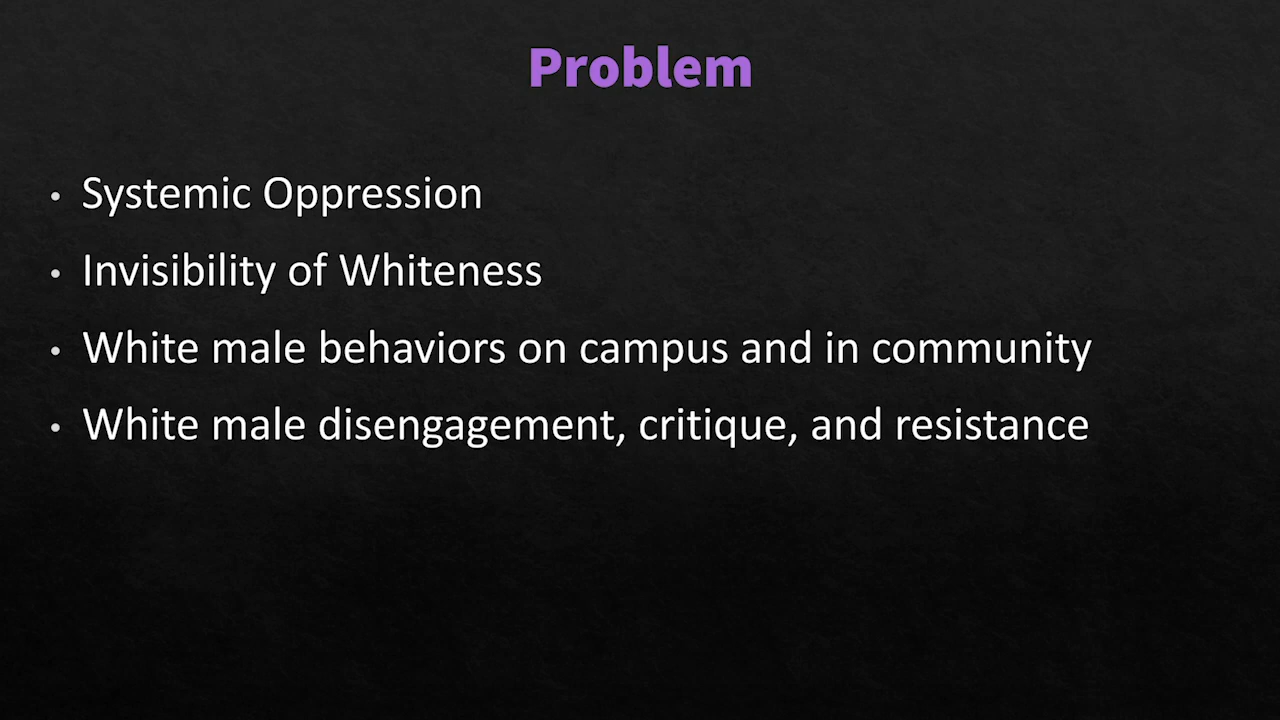 Problem
• Systemic Oppression
• Invisibility of Whiteness
• White male behaviors on campus and in community
• White male disengagement, critique, and resistance